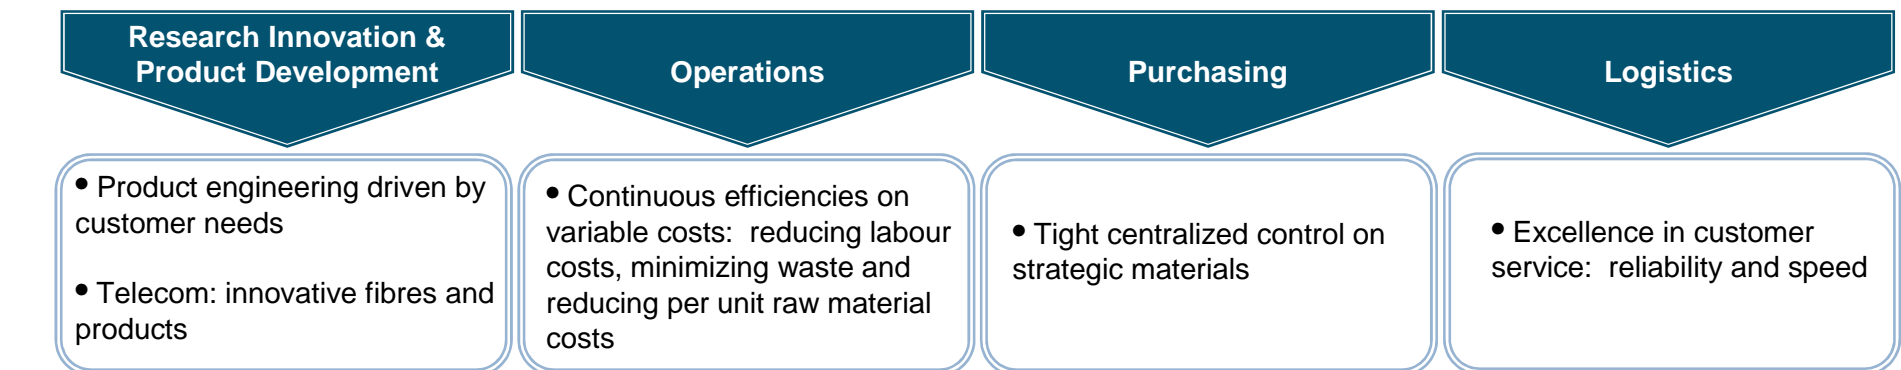 Research Innovation &
Product Development
• Product engineering driven by
customer needs
• Telecom: innovative fibres and
products
Operations
• Continuous efficiencies on
variable costs:  reducing labour
costs, minimizing waste and
reducing per unit raw material
costs
Purchasing
• Tight centralized control on
strategic materials
Logistics
• Excellence in customer
service:  reliability and speed